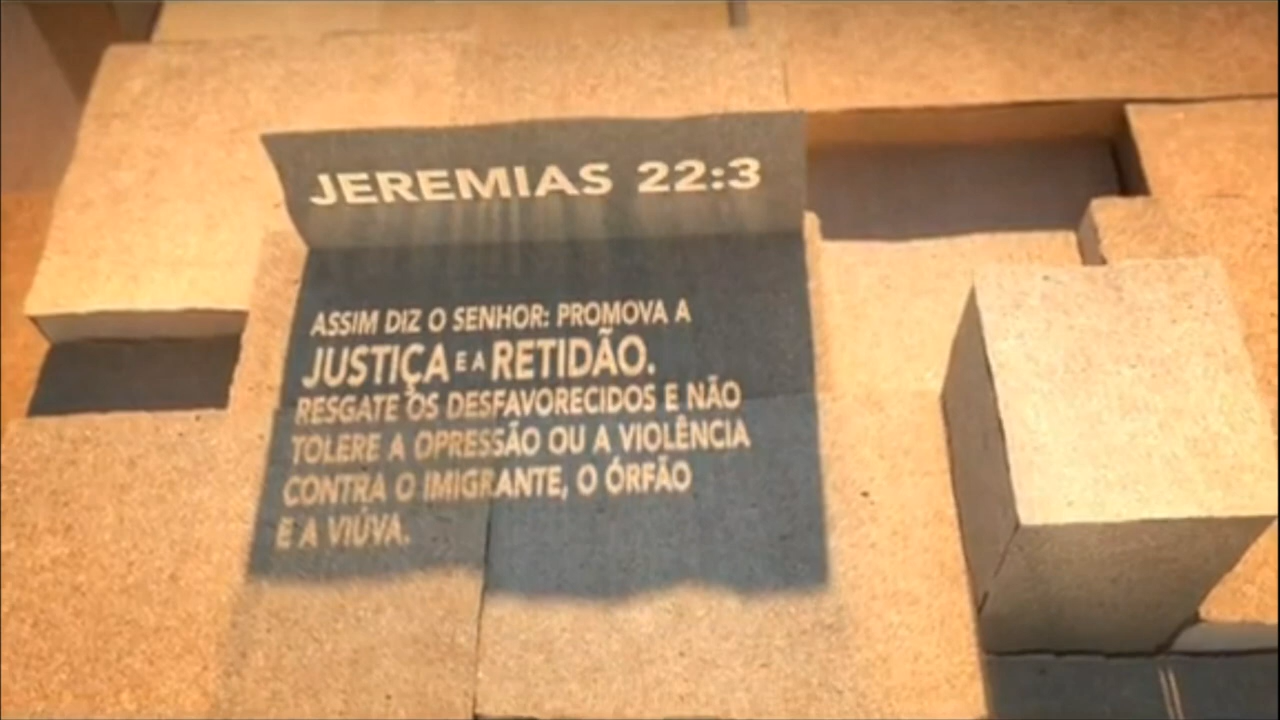 JEREMIAS 22:3
ASSIM DIZ O SENHOR: PROMOVA A
JUSTIÇA E A RETIDÃO.
RESGATE OS DESFAVORECIDOS E NÃO
TOLERE A OPRESSÃO OU A VIOLÊNCIA
CONTRA O IMIGRANTE, O ÓRFÃO
E A VIÚVA.